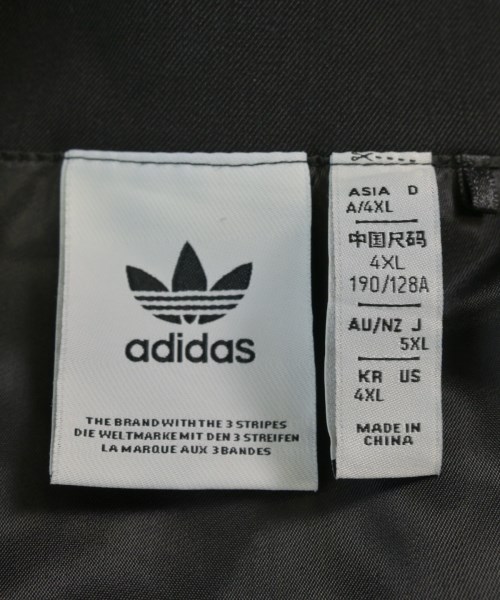 adidas
THE BRAND WITH THE 3 STRIPES
DIE WELTMARKE MIT DEN 3 STREIFEN
LA MARQUE AUX 3 BANDES
ASIA D
A/4XL
中国尺码
4XL
190/128A
AU/NZ J
5XL
KR US
4XL
MADE IN
CHINA